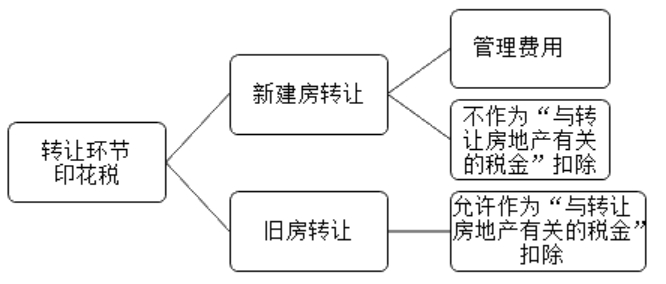 转让环节
印花税
新建房转让
管理费用
不作为“与转
让房地产有关
的税金”扣除
旧房转让
允许作为“与转让
房地产有关的税金”
扣除